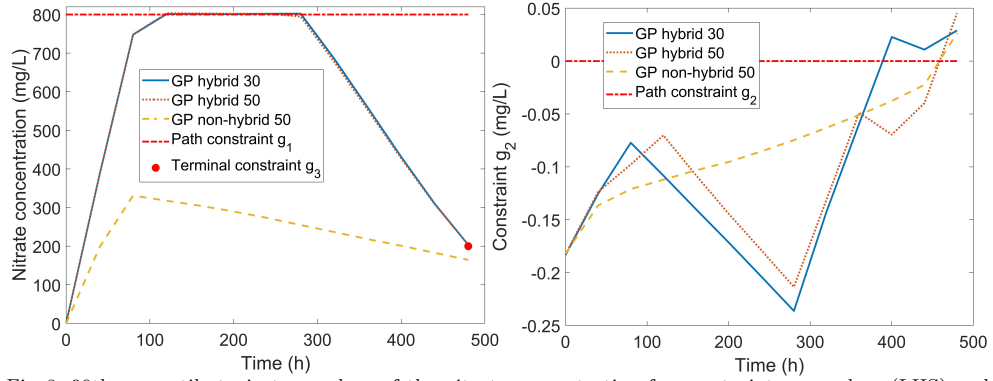 800
700
600
500
400
300
200
100
0
0
100
200
300
400
500
Nitrate concentration (mg/L)
Time (h)
GP hybrid 30
GP hybrid 50
GP non-hybrid 50
Path constraint g1
Terminal constraint g3
0.05
0
-0.05
-0.1
-0.15
-0.2
-0.25
0
100
200
300
400
500
Constraint g2 (mg/L)
Time (h)
GP hybrid 30
GP hybrid 50
GP non-hybrid 50
Path constraint g2